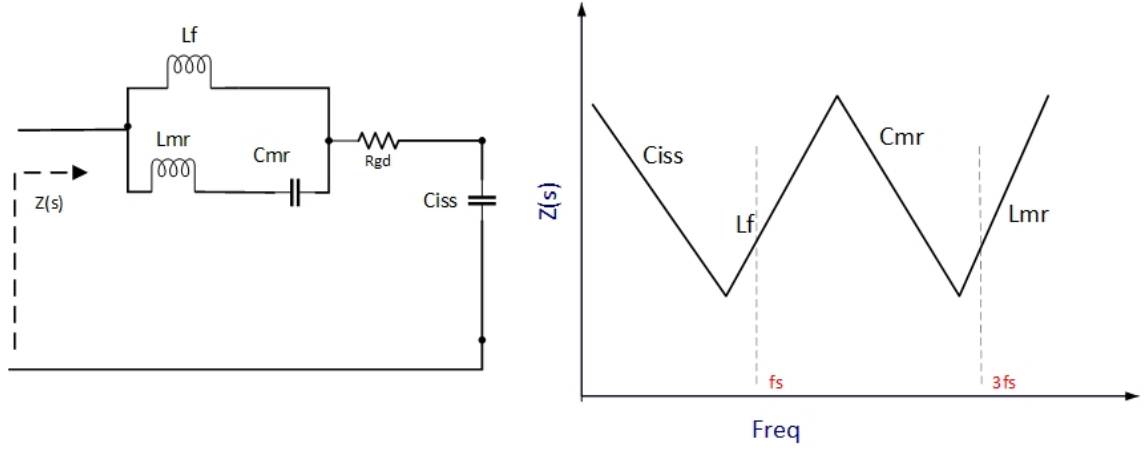 Lf
Lmr
Cmr
Rgd
Z(s)
Ciss
Z(s)
Ciss
Lf
Cmr
Lmr
fs
3fs
Freq